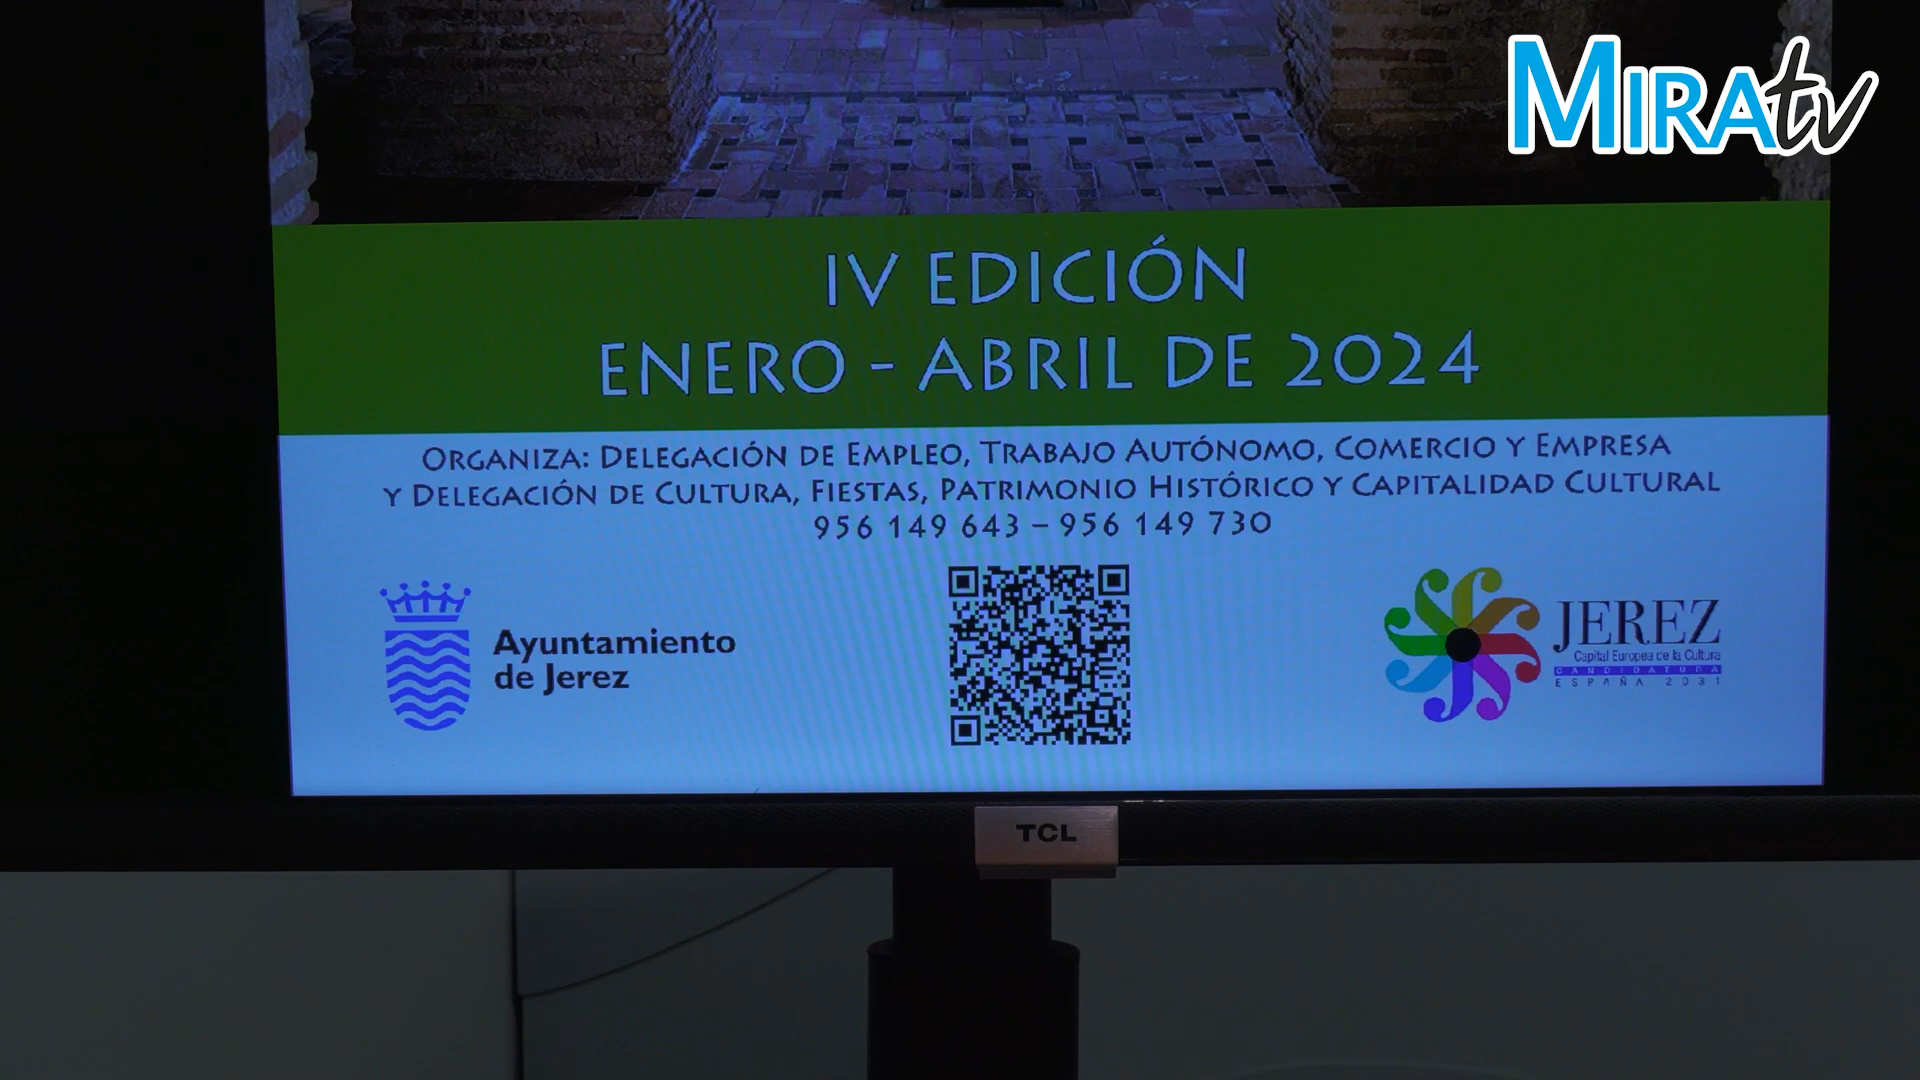 MIRAtv
IV EDICIÓN
ENERO - ABRIL DE 2024
ORGANIZA: DELEGACIÓN DE EMPLEO, TRABAJO AUTÓNOMO, COMERCIO Y EMPRESA
Y DELEGACIÓN DE CULTURA, FIESTAS, PATRIMONIO HISTÓRICO Y CAPITALIDAD CULTURAL
956 149 643 – 956 149 730
Ayuntamiento
de Jerez
JEREZ
Capital Europea de la Cultura
CANDIDATURA
ESPAÑA 2031
TCL